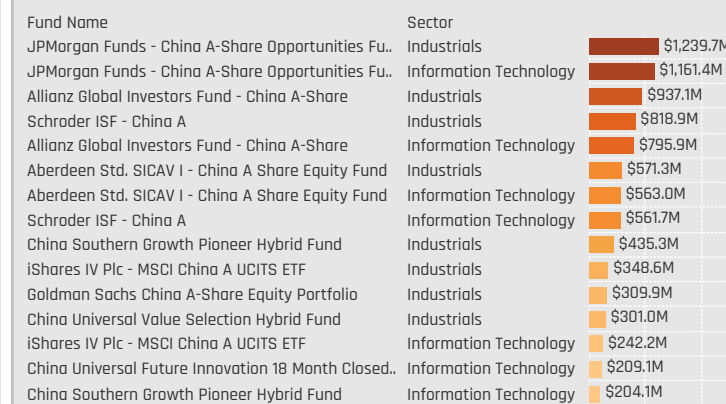 Fund Name Sector
JPMorgan Funds - China A-Share Opportunities Fu.. Industrials $1,239.7M
JPMorgan Funds - China A-Share Opportunities Fu.. Information Technology $1,161.4M
Allianz Global Investors Fund - China A-Share Industrials $937.1M
Schroder ISF - China A Industrials $818.9M
Allianz Global Investors Fund - China A-Share Information Technology $795.9M
Aberdeen Std. SICAV I - China A Share Equity Fund Industrials $571.3M
Aberdeen Std. SICAV I - China A Share Equity Fund Information Technology $563.0M
Schroder ISF - China A Information Technology $561.7M
China Southern Growth Pioneer Hybrid Fund Industrials $435.3M
iShares IV Plc - MSCI China A UCITS ETF Industrials $348.6M
Goldman Sachs China A-Share Equity Portfolio Industrials $309.9M
China Universal Value Selection Hybrid Fund Industrials $301.0M
iShares IV Plc - MSCI China A UCITS ETF Information Technology $242.2M
China Universal Future Innovation 18 Month Closed.. Information Technology $209.1M
China Southern Growth Pioneer Hybrid Fund Information Technology $204.1M